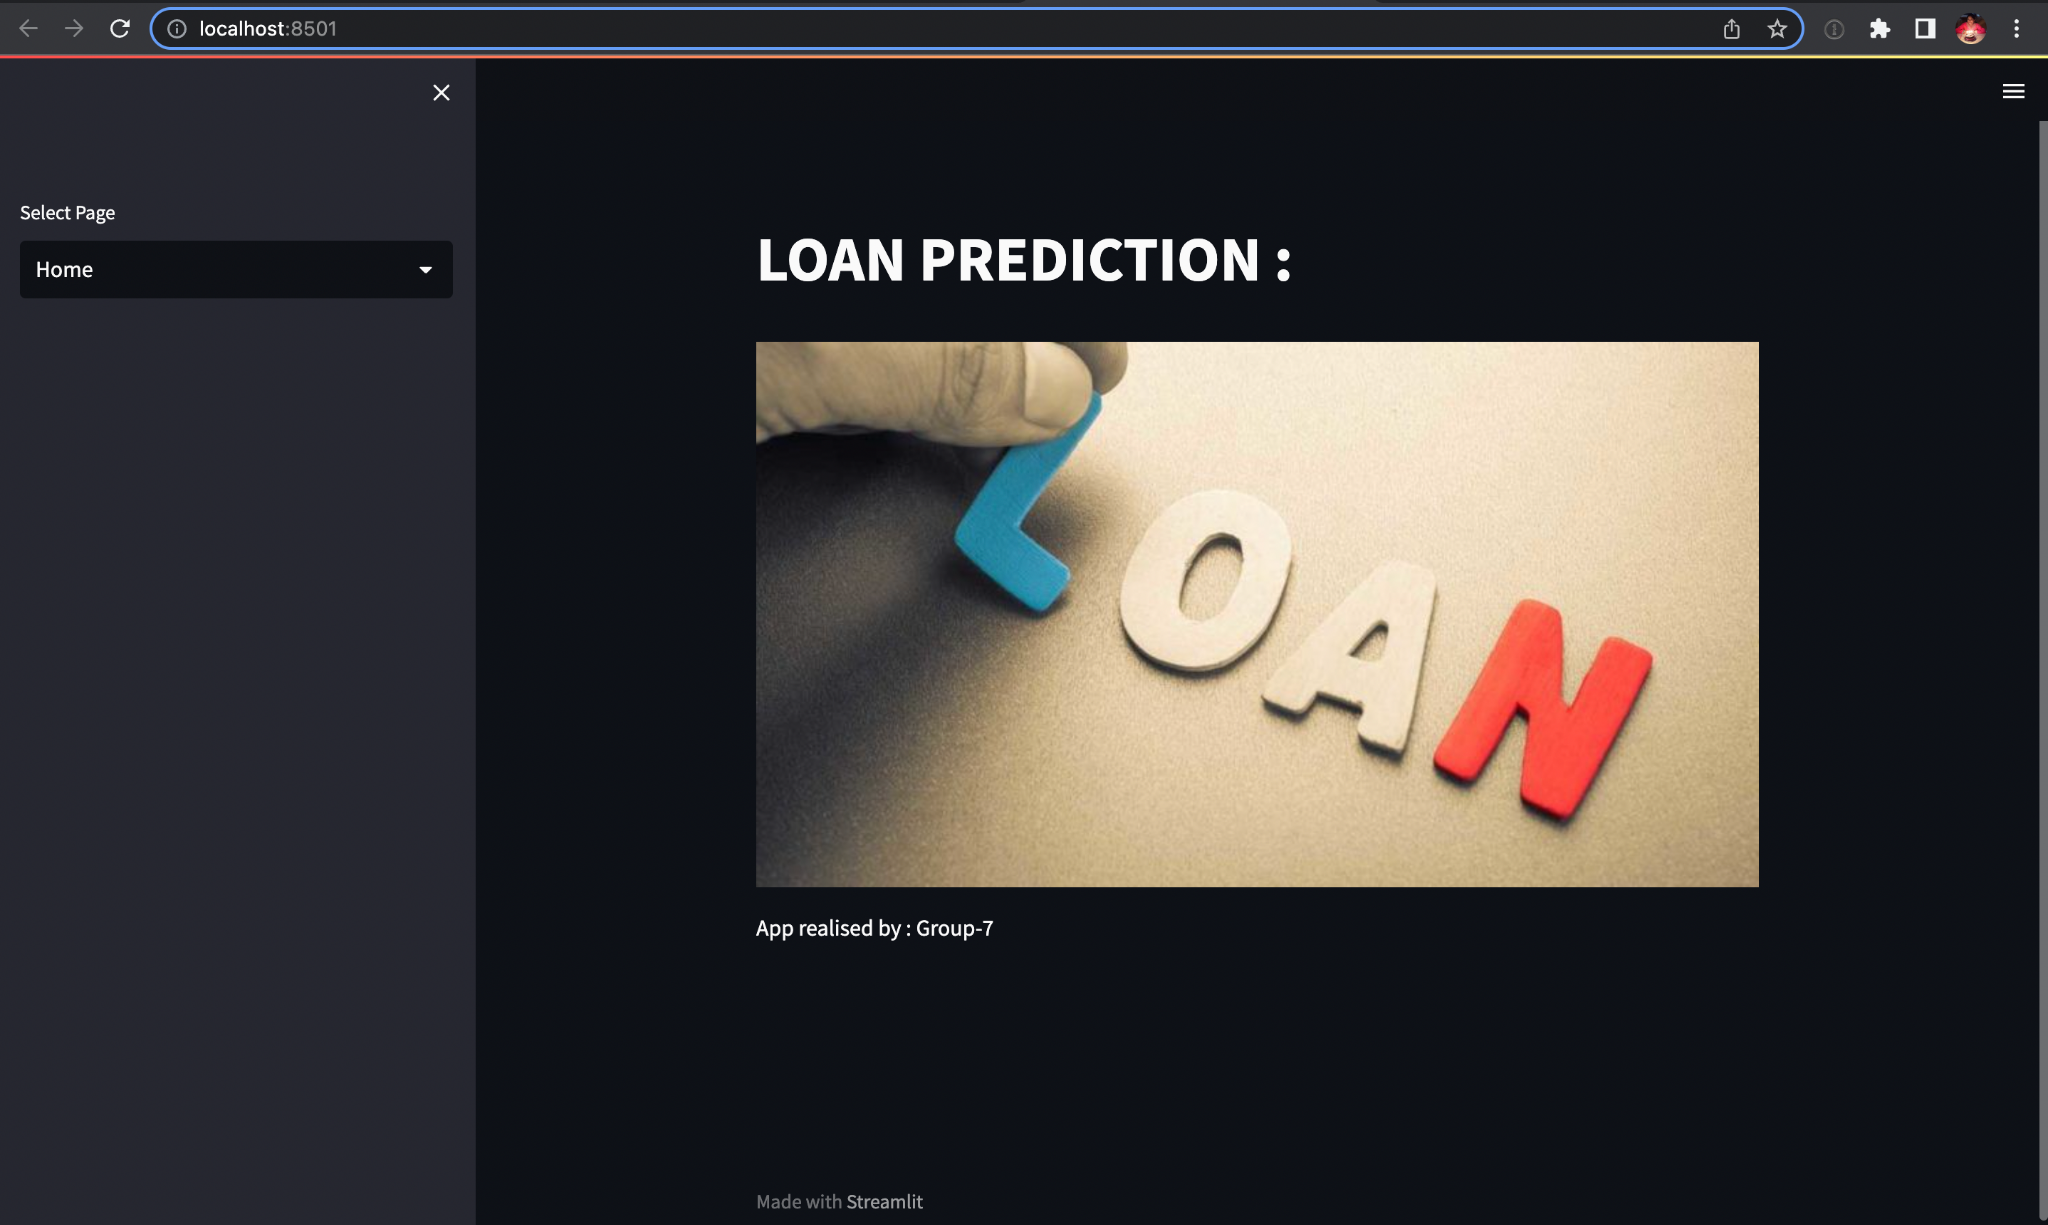 localhost:8501
Select Page
Home
LOAN PREDICTION :
LOAN
App realised by : Group-7
Made with Streamlit